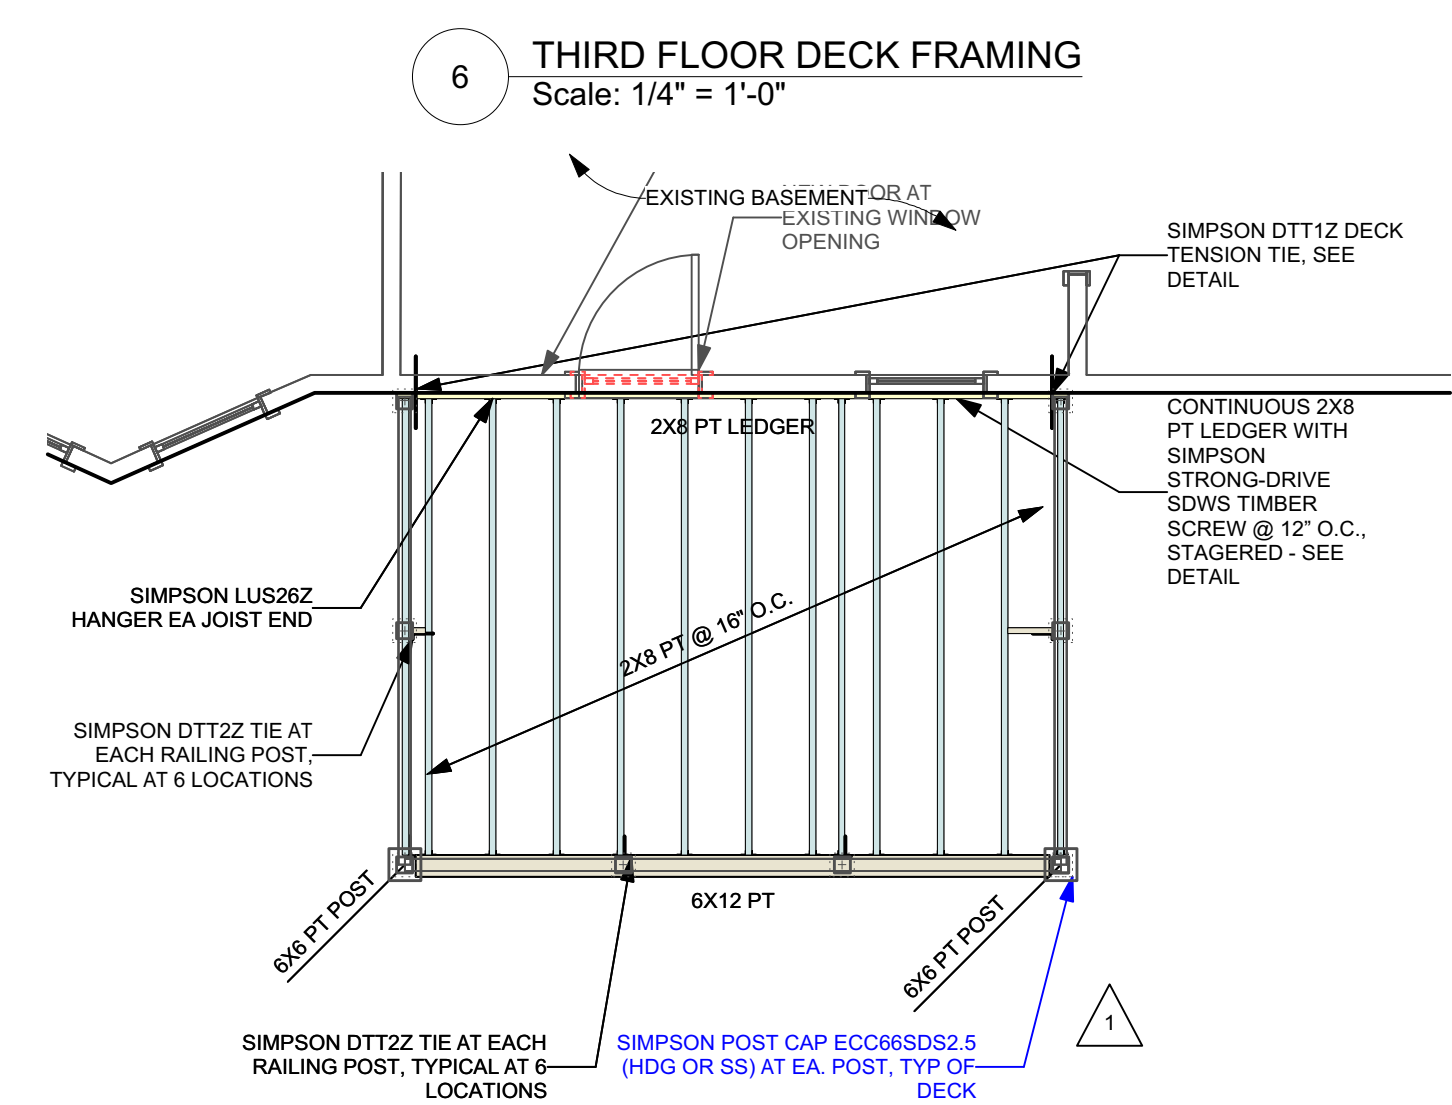 6
THIRD FLOOR DECK FRAMING
Scale: 1/4" = 1'-0"
EXISTING BASEMENT
OOR AT
EXISTING WINDOW
OPENING
SIMPSON DTT1Z DECK
TENSION TIE, SEE
DETAIL
2X8 PT LEDGER
CONTINUOUS 2X8
PT LEDGER WITH
SIMPSON
STRONG-DRIVE
SDWS TIMBER
SCREW @ 12” O.C.,
STAGERED - SEE
DETAIL
SIMPSON LUS26Z
HANGER EA JOIST END
2X8 PT @ 16" O.C.
SIMPSON DTT2Z TIE AT
EACH RAILING POST,
TYPICAL AT 6 LOCATIONS
6X12 PT
6X6 PT POST
6X6 PT POST
SIMPSON DTT2Z TIE AT EACH
RAILING POST, TYPICAL AT 6
LOCATIONS
SIMPSON POST CAP ECC66SDS2.5
(HDG OR SS) AT EA. POST, TYP OF
DECK
1